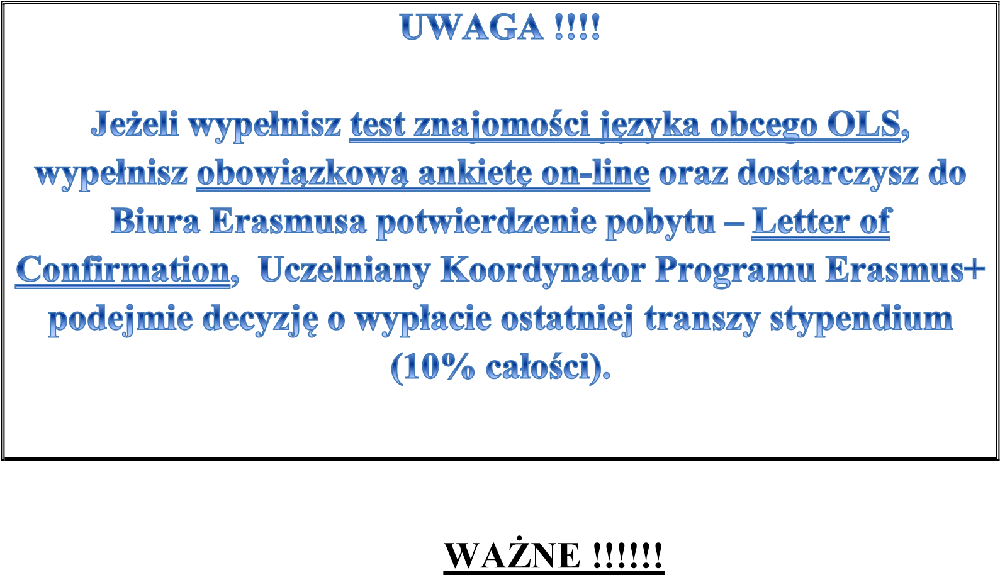 UWAGA !!!!
Jeżeli wypełnisz test znajomości języka obcego OLS,
wypełnisz obowiązkową ankietę on-line oraz dostarczysz do
Biura Erasmusa potwierdzenie pobytu – Letter of
Confirmation,  Uczelniany Koordynator Programu Erasmus+
podejmie decyzję o wypłacie ostatniej transzy stypendium
(10% całości).
WAŻNE !!!!!!